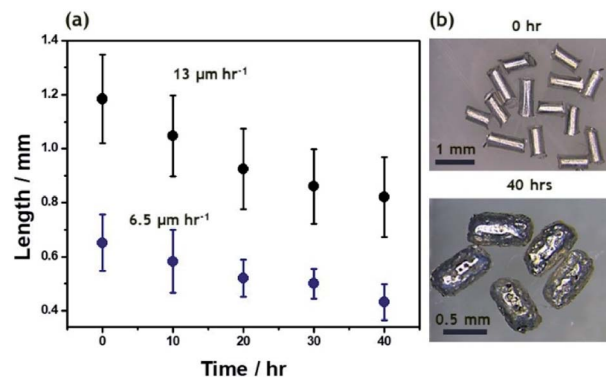 (a)
1.4
1.2
1.0
0.8
0.6
0.4
Length / mm
13 μm hr⁻¹
6.5 μm hr⁻¹
0
10
20
30
40
Time / hr
(b)
0 hr
1 mm
40 hrs
0.5 mm